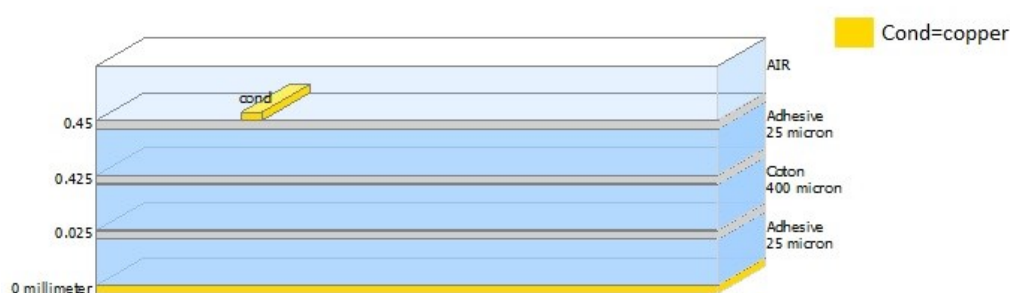 Cond=copper
AIR
cond
0.45
Adhesive
25 micron
0.425
Coton
400 micron
0.025
Adhesive
25 micron
0 millimeter